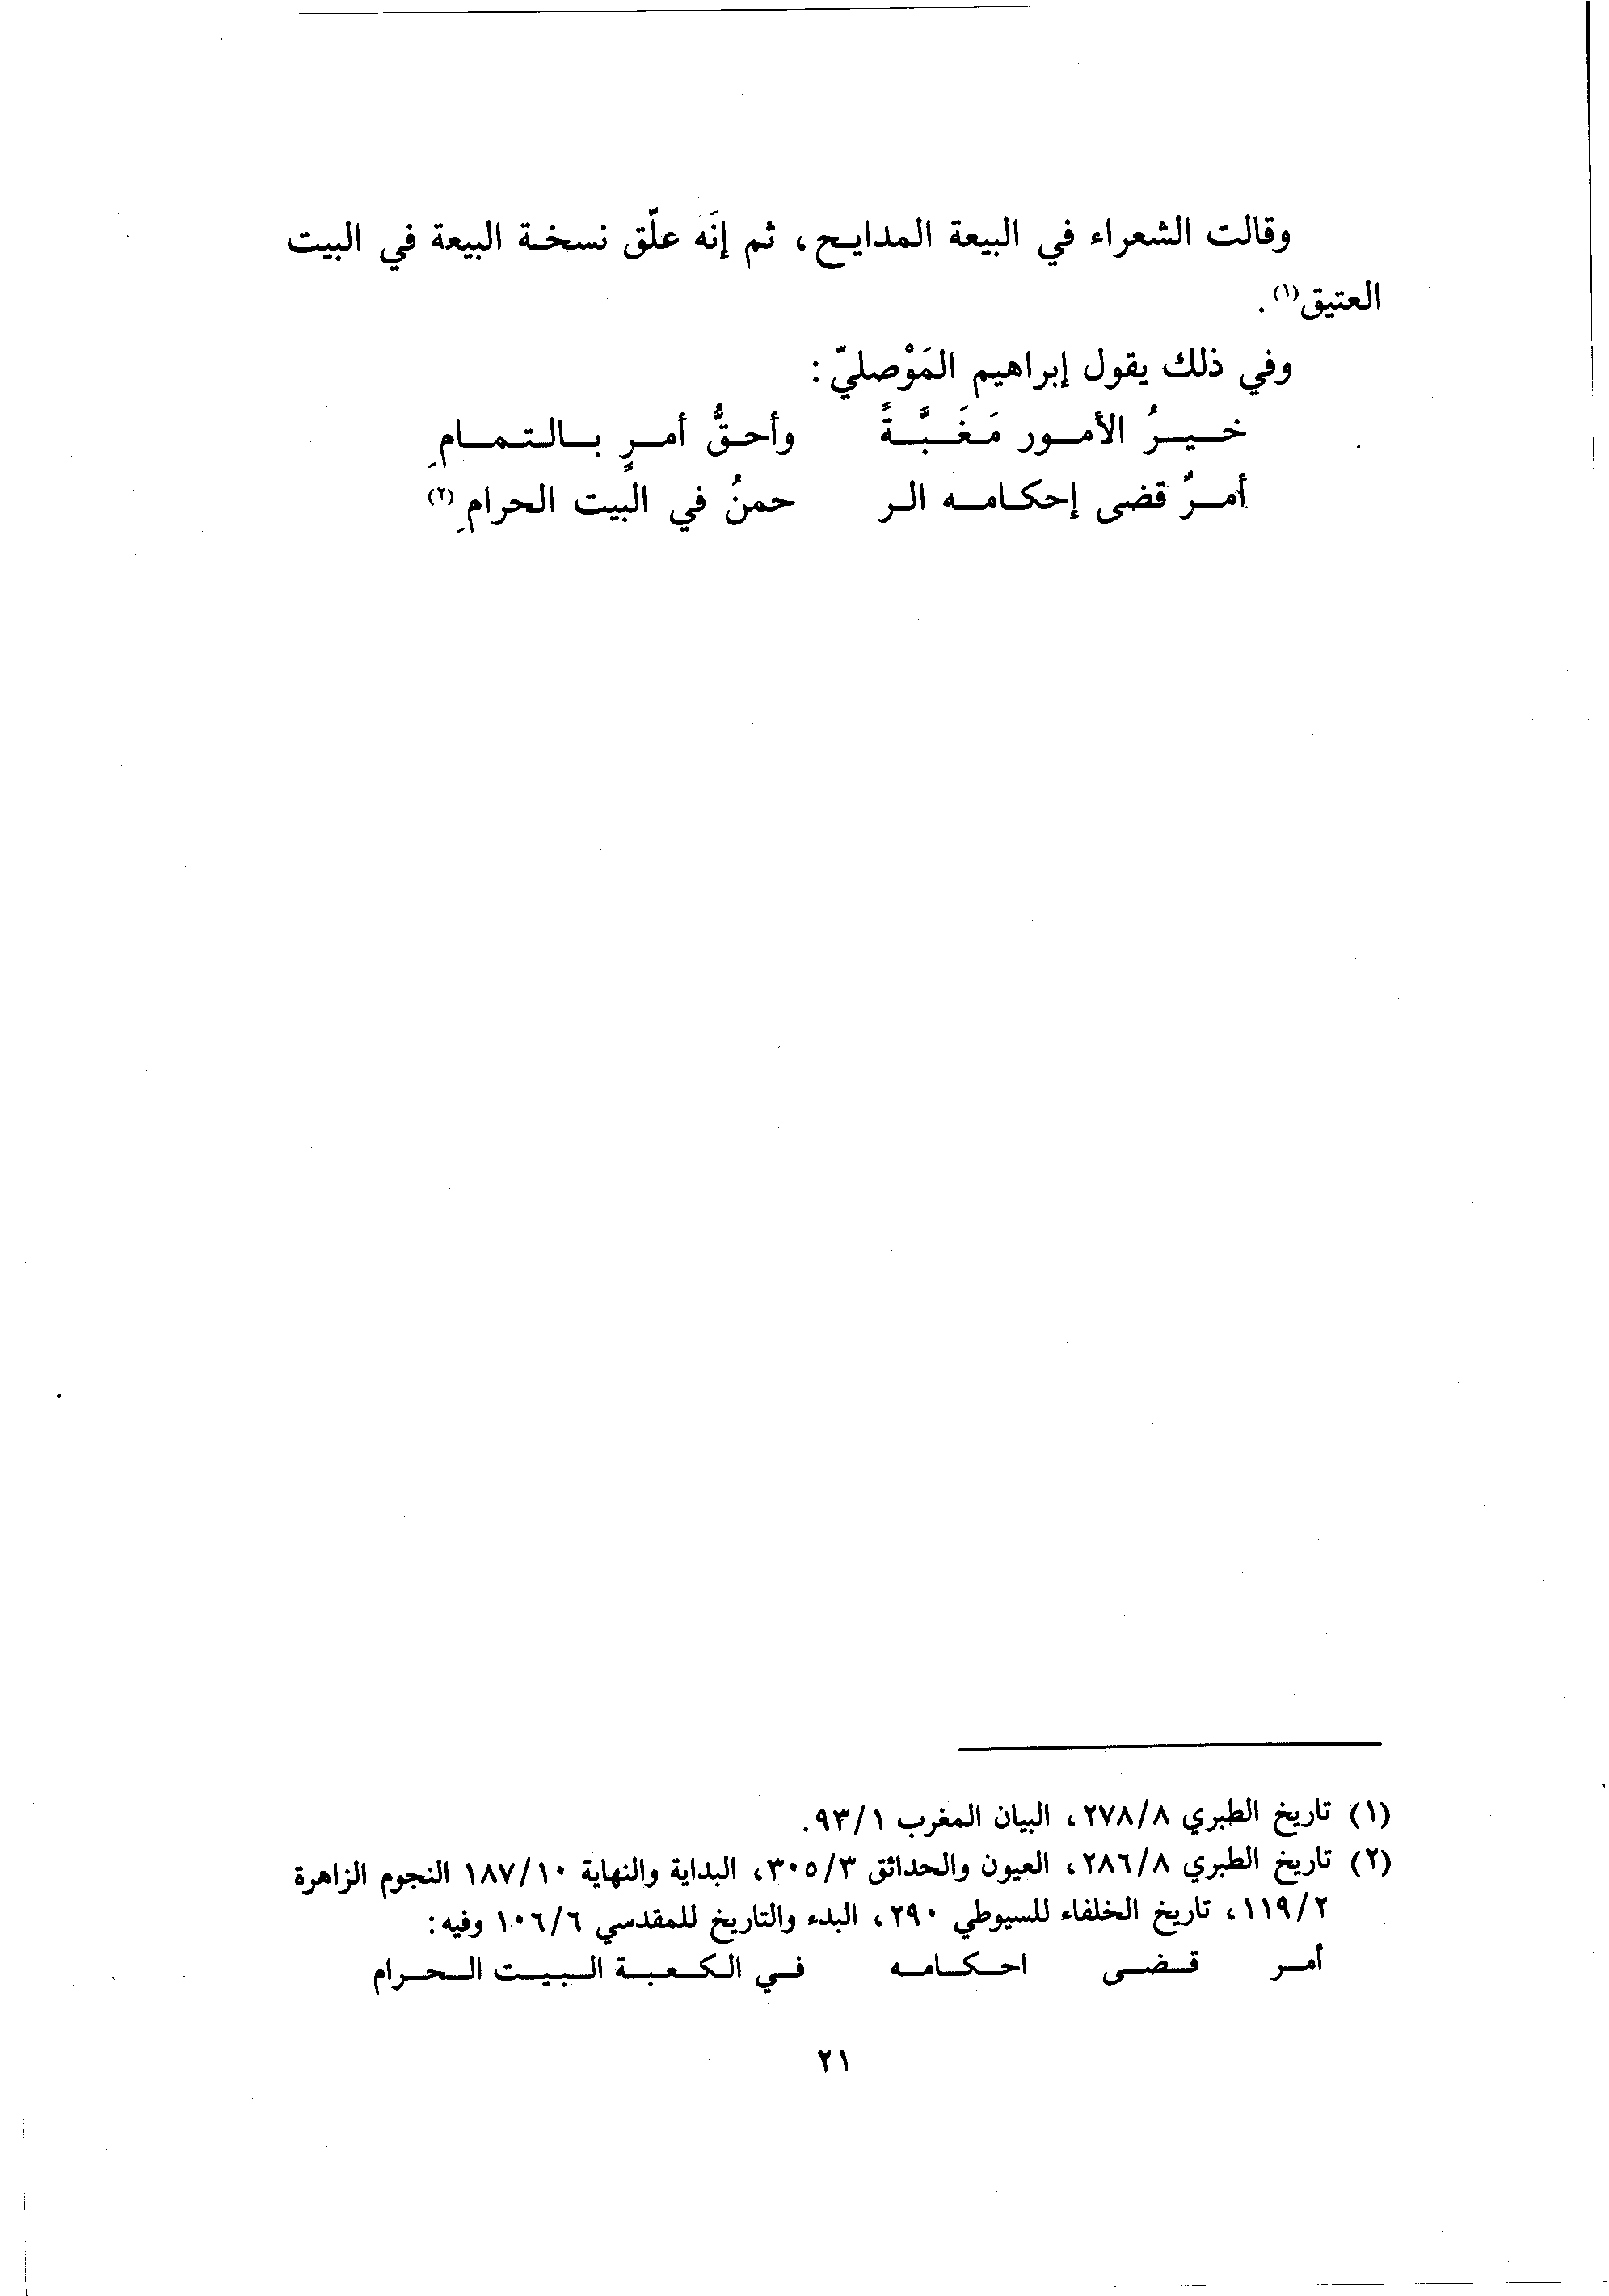 وقالت الشعراء في البيعة المدايح، ثم إنَه علّق نسخة البيعة في البيت
العتيق(١).
وفي ذلك يقول إبراهيم المَوْصليّ:
خيرُ الأمور مَغَبَّةً وأحقُّ أمرٍ بالتمامِ
أمرٌ قضى إحكامه الر حمنُ في البيت الحرامِ(٢)
(١) تاريخ الطبري ٢٧٨/٨، البيان المغرب ٩٣/١.
(٢) تاريخ الطبري ٢٨٦/٨، العيون والحدائق ٣٠٥/٣، البداية والنهاية ١٨٧/١٠ النجوم الزاهرة
١١٩/٢، تاريخ الخلفاء للسيوطي ٢٩٠، البدء والتاريخ للمقدسي ١٠٦/٦ وفيه:
أمر قضى احكامه في الكعبة البيت الحرام
٢١